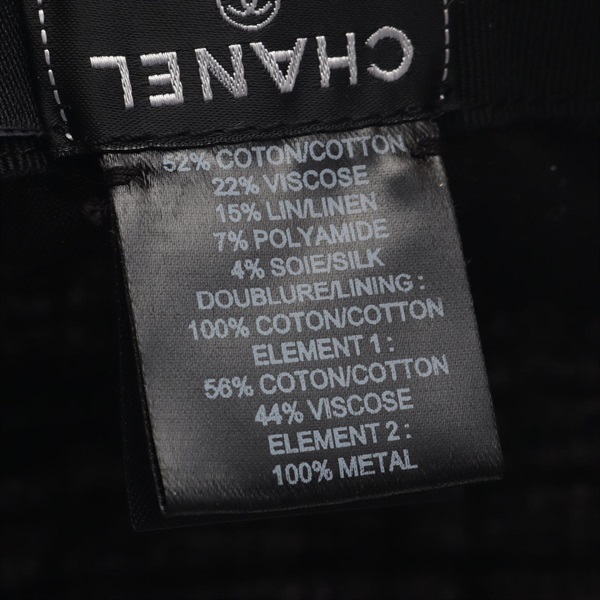 CHANEL
52% COTON/COTTON
22% VISCOSE
15% LIN/LINEN
7% POLYAMIDE
4% SOIE/SILK
DOUBLURE/LINING :
100% COTON/COTTON
ELEMENT 1 :
56% COTON/COTTON
44% VISCOSE
ELEMENT 2 :
100% METAL